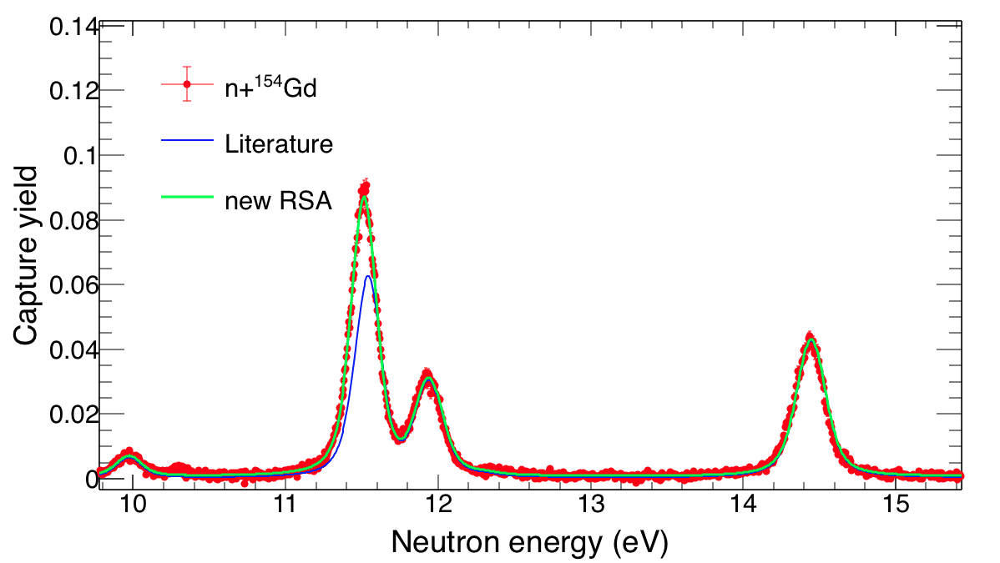 0.14
0.12
0.1
0.08
0.06
0.04
0.02
0
Capture yield
n+¹⁵⁴Gd
Literature
new RSA
10 11 12 13 14 15
Neutron energy (eV)